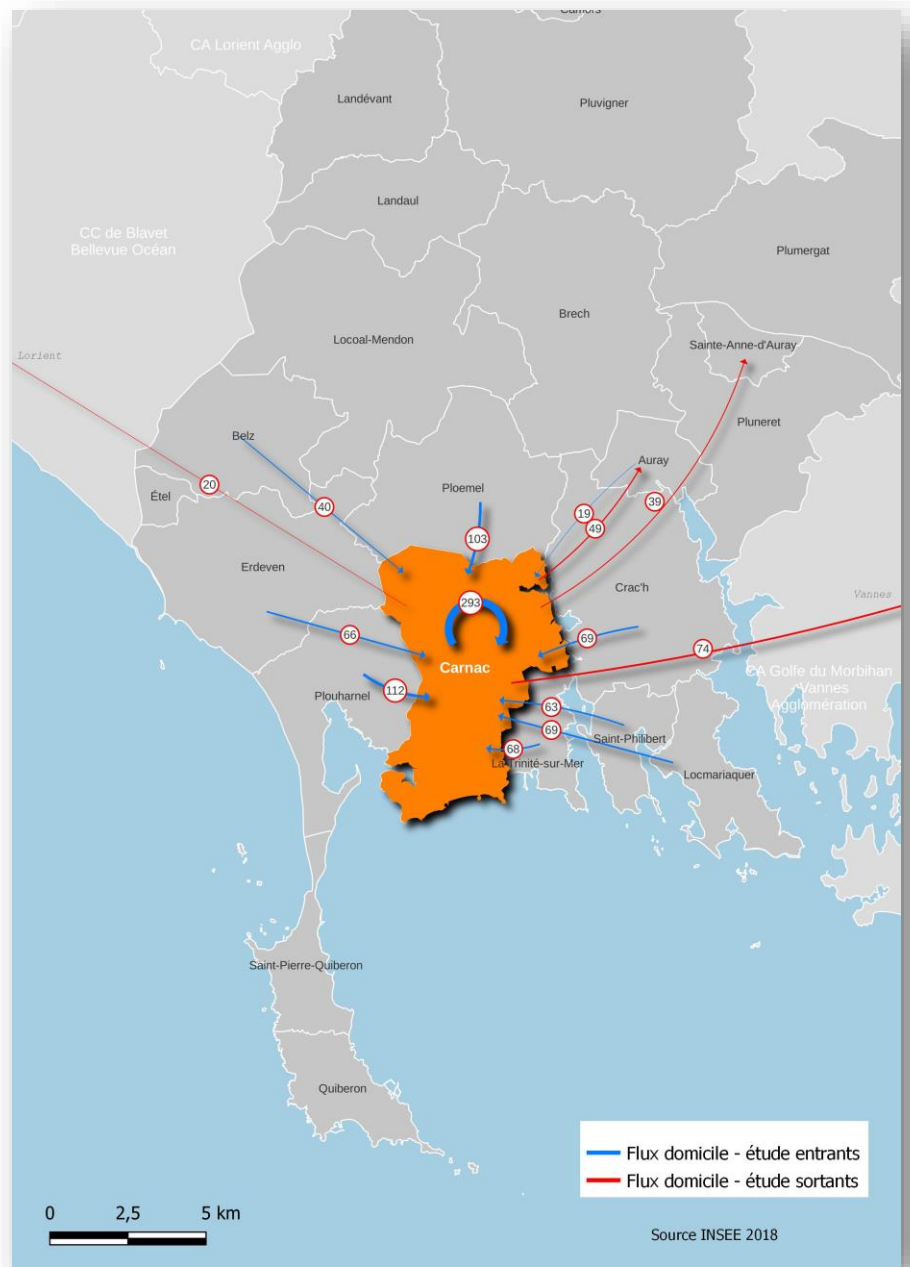 Camors
CA Lorient Agglo
Landévant
Pluvigner
Landaul
CC de Blavet
Bellevue Océan
Plumergat
Brech
Locoal-Mendon
Sainte-Anne-d'Auray
Lorient
Pluneret
Belz
Auray
Ploemel
20
Étel
39
40
19
49
103
Erdeven
Crac'h
Vannes
293
66
69
74
Carnac
CA Golfe du Morbihan
Vannes
Agglomération
112
Plouharnel
63
69
Saint-Philibert
68
La Trinité-sur-Mer
Locmariaquer
Saint-Pierre-Quiberon
Quiberon
Flux domicile - étude entrants
Flux domicile - étude sortants
0 2,5 5 km
Source INSEE 2018